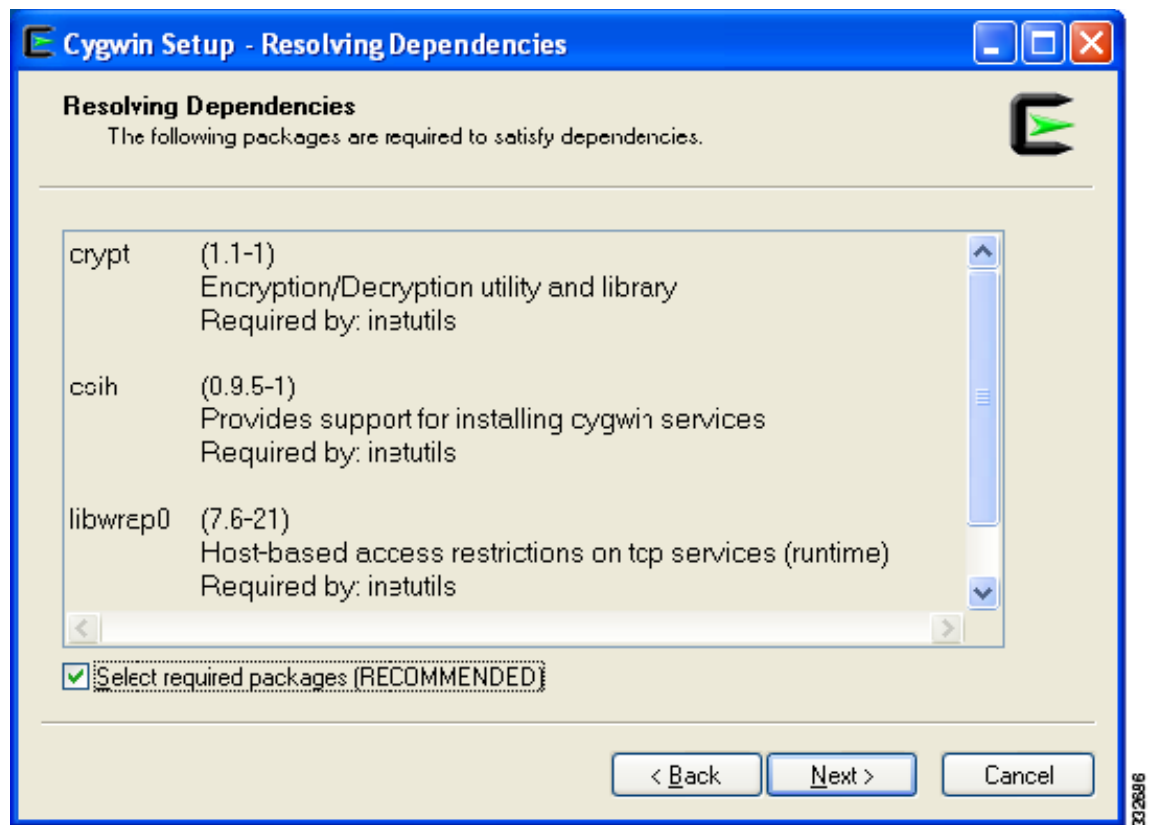 Cygwin Setup - Resolving Dependencies
Resolving Dependencies
The following packages are required to satisfy dependencies.
crypt (1.1-1)
Encryption/Decryption utility and library
Required by: inetutils
csih (0.9.5-1)
Provides support for installing cygwin services
Required by: inetutils
libwrap0 (7.6-21)
Host-based access restrictions on tcp services (runtime)
Required by: inetutils
Select required packages (RECOMMENDED)
< Back
Next >
Cancel
332686